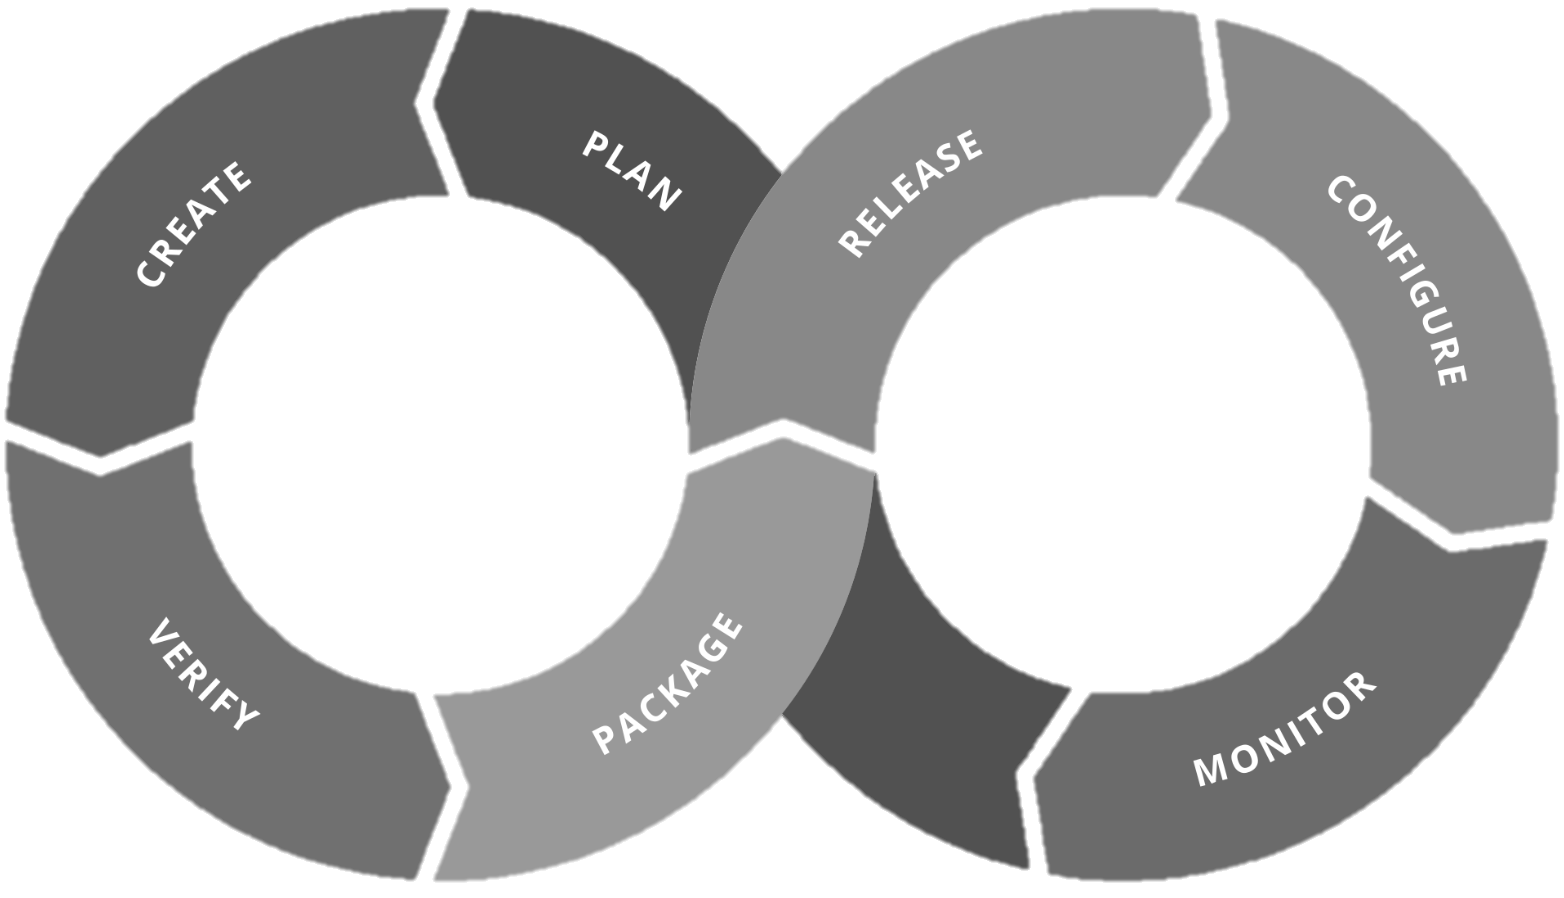 PLAN
CREATE
VERIFY
PACKAGE
RELEASE
CONFIGURE
MONITOR